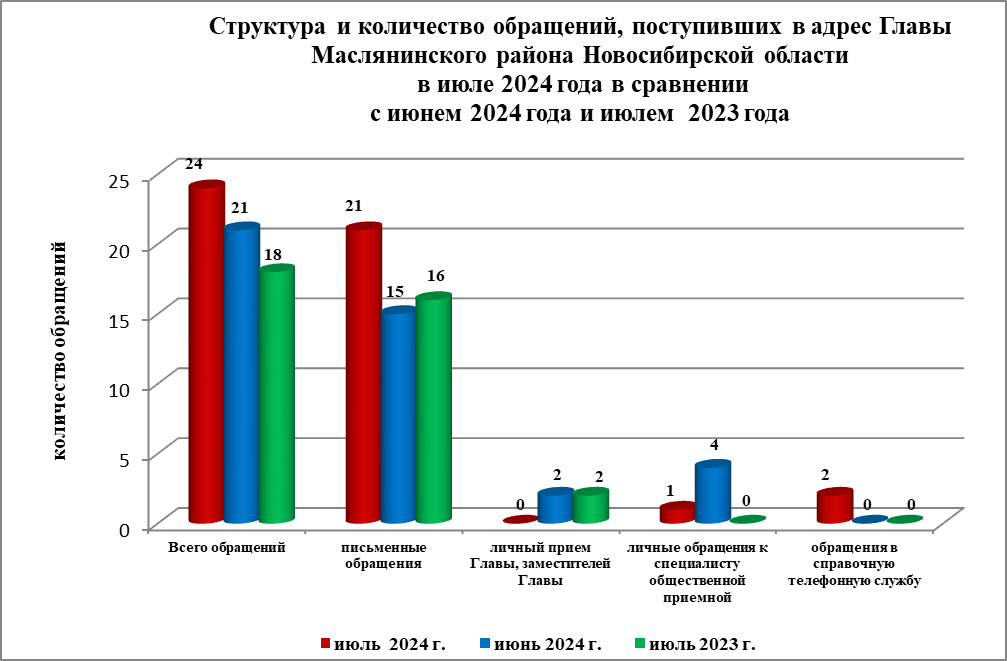 Структура и количество обращений, поступивших в адрес Главы
Маслянинского района Новосибирской области
в июле 2024 года в сравнении
с июнем 2024 года и июлем 2023 года
количество обращений
25
20
15
10
5
0
24
21
18
21
15
16
0
2
2
1
4
0
2
0
0
Всего обращений
письменные
обращения
личный прием
Главы, заместителей
Главы
личные обращения к
специалисту
общественной
приемной
обращения в
справочную
телефонную службу
июль 2024 г.
июнь 2024 г.
июль 2023 г.